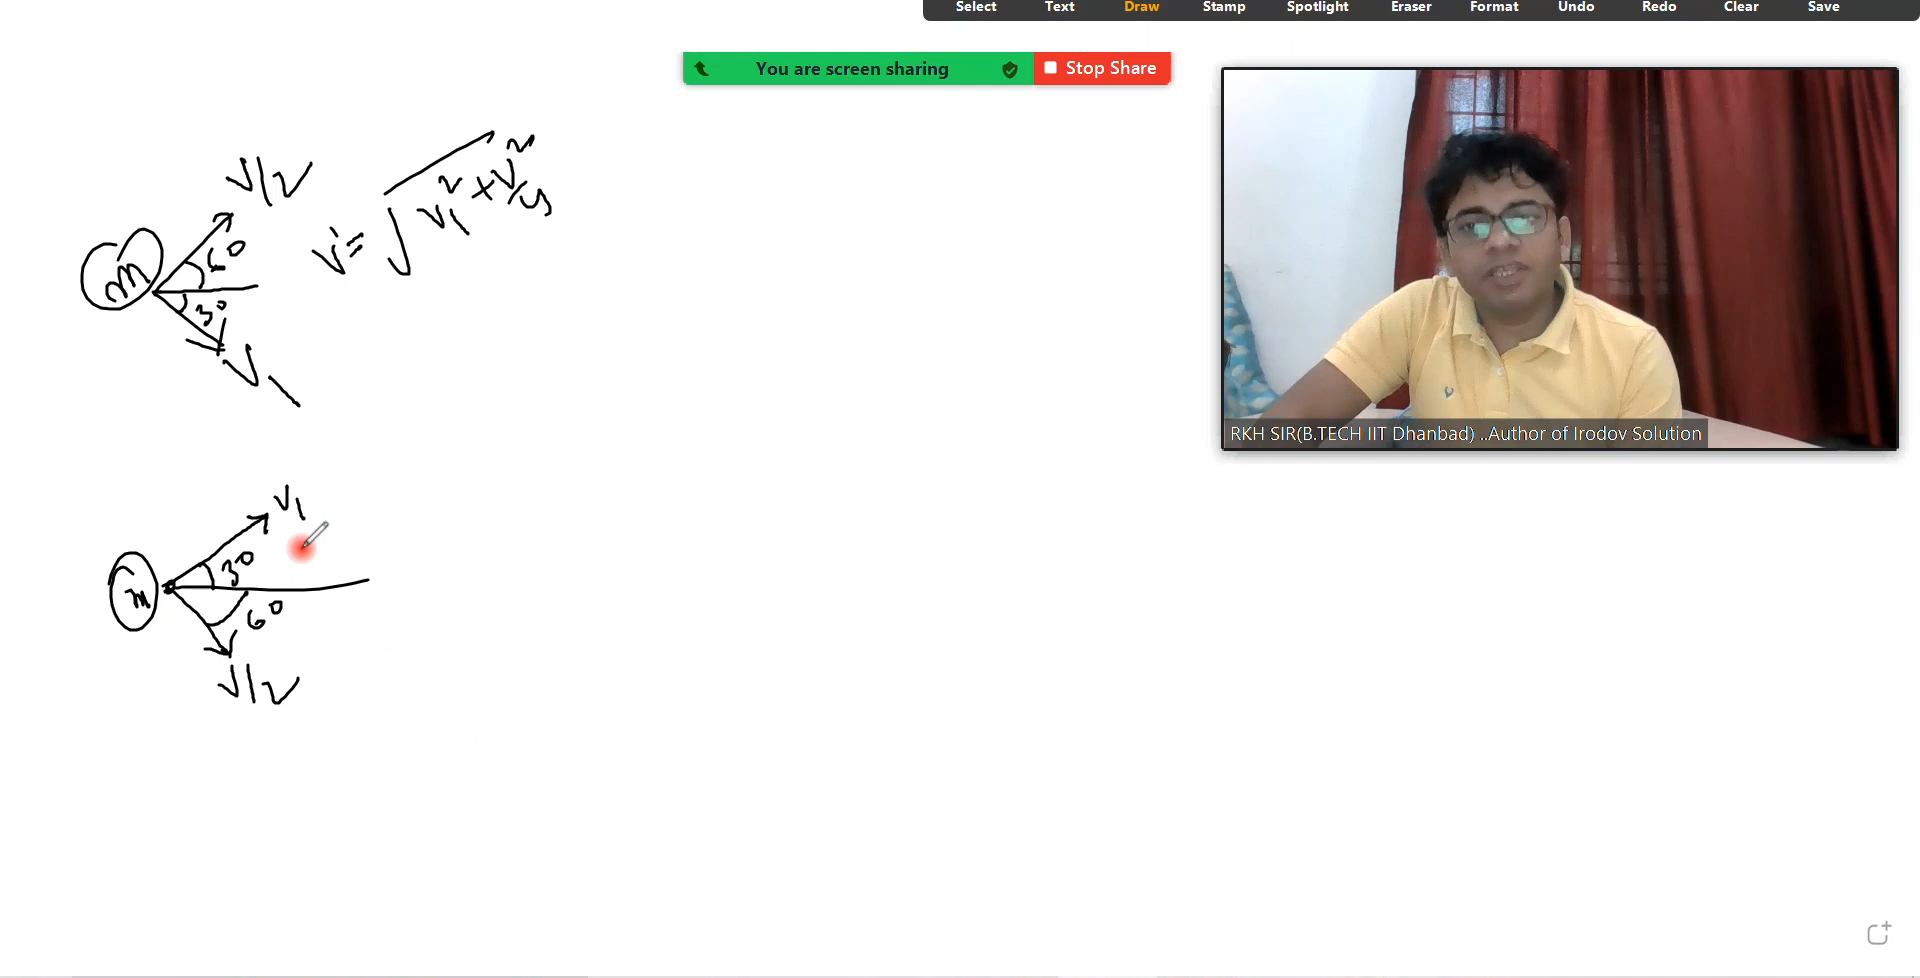 Select Text Draw Stamp Spotlight Eraser Format Undo Redo Clear Save
You are screen sharing Stop Share
V/2
V' = √ V1² + V²/4
m
60
30
V1
RKH SIR(B.TECH IIT Dhanbad) ..Author of Irodov Solution
V1
30
m
60
V/2